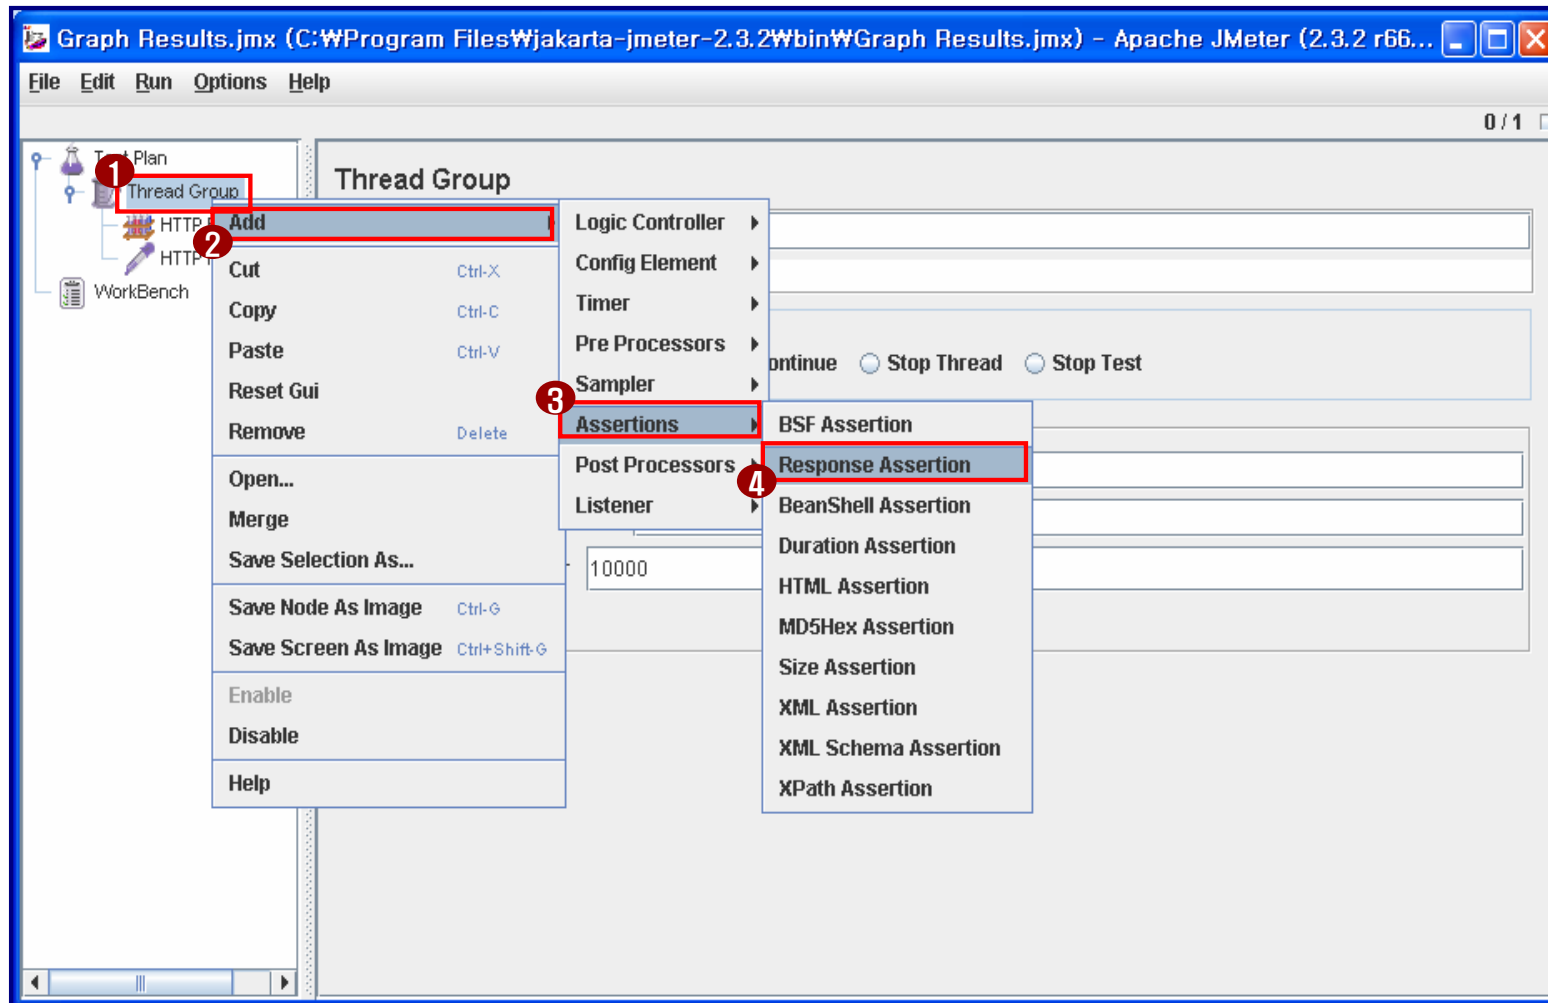 Graph Results.jmx (C:₩Program Files₩jakarta-jmeter-2.3.2₩bin₩Graph Results.jmx) - Apache JMeter (2.3.2 r66...
File Edit Run Options Help
0 / 1
Test Plan
1
Thread Group
HTTP
HTTP
WorkBench
Thread Group
2
Add
Cut Ctrl-X
Copy Ctrl-C
Paste Ctrl-V
Reset Gui
Remove Delete
Open...
Merge
Save Selection As...
Save Node As Image Ctrl-G
Save Screen As Image Ctrl+Shift-G
Enable
Disable
Help
Logic Controller
Config Element
Timer
Pre Processors
Sampler
3
Assertions
Post Processors
Listener
ontinue Stop Thread Stop Test
10000
BSF Assertion
4
Response Assertion
BeanShell Assertion
Duration Assertion
HTML Assertion
MD5Hex Assertion
Size Assertion
XML Assertion
XML Schema Assertion
XPath Assertion